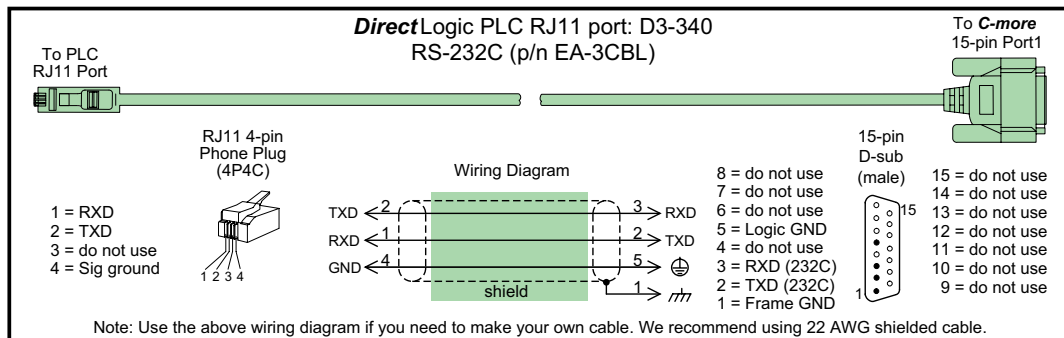 DirectLogic PLC RJ11 port: D3-340
RS-232C (p/n EA-3CBL)
To PLC
RJ11 Port
To C-more
15-pin Port1
RJ11 4-pin
Phone Plug
(4P4C)
1 = RXD
2 = TXD
3 = do not use
4 = Sig ground
1 2 3 4
Wiring Diagram
TXD 2 3 RXD
RXD 1 2 TXD
GND 4 5
1
shield
8 = do not use
7 = do not use
6 = do not use
5 = Logic GND
4 = do not use
3 = RXD (232C)
2 = TXD (232C)
1 = Frame GND
15-pin
D-sub
(male)
15
1
15 = do not use
14 = do not use
13 = do not use
12 = do not use
11 = do not use
10 = do not use
9 = do not use
Note: Use the above wiring diagram if you need to make your own cable. We recommend using 22 AWG shielded cable.